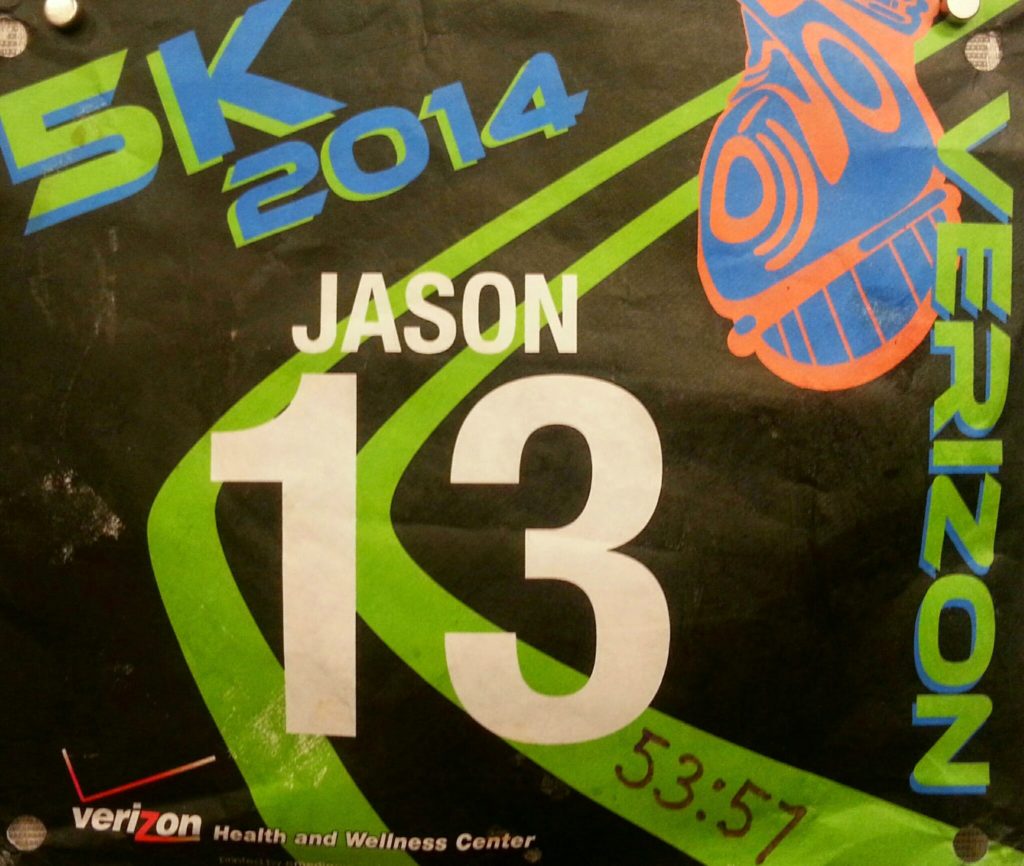 5K
2014
VERIZON
JASON
13
53:57
verizon
Health and Wellness Center